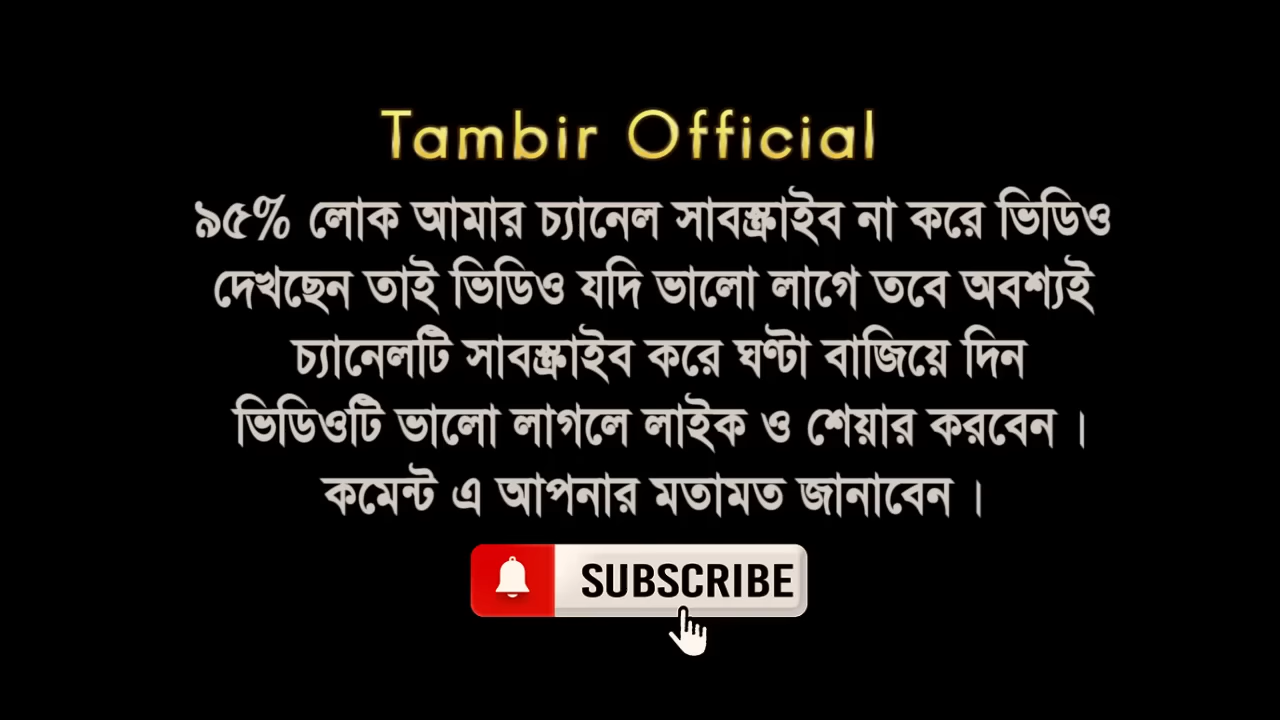 Tambir Official
৯৫% লোক আমার চ্যানেল সাবস্ক্রাইব না করে ভিডিও
দেখছেন তাই ভিডিও যদি ভালো লাগে তবে অবশ্যই
চ্যানেলটি সাবস্ক্রাইব করে ঘণ্টা বাজিয়ে দিন
ভিডিওটি ভালো লাগলে লাইক ও শেয়ার করবেন ।
কমেন্ট এ আপনার মতামত জানাবেন ।
SUBSCRIBE